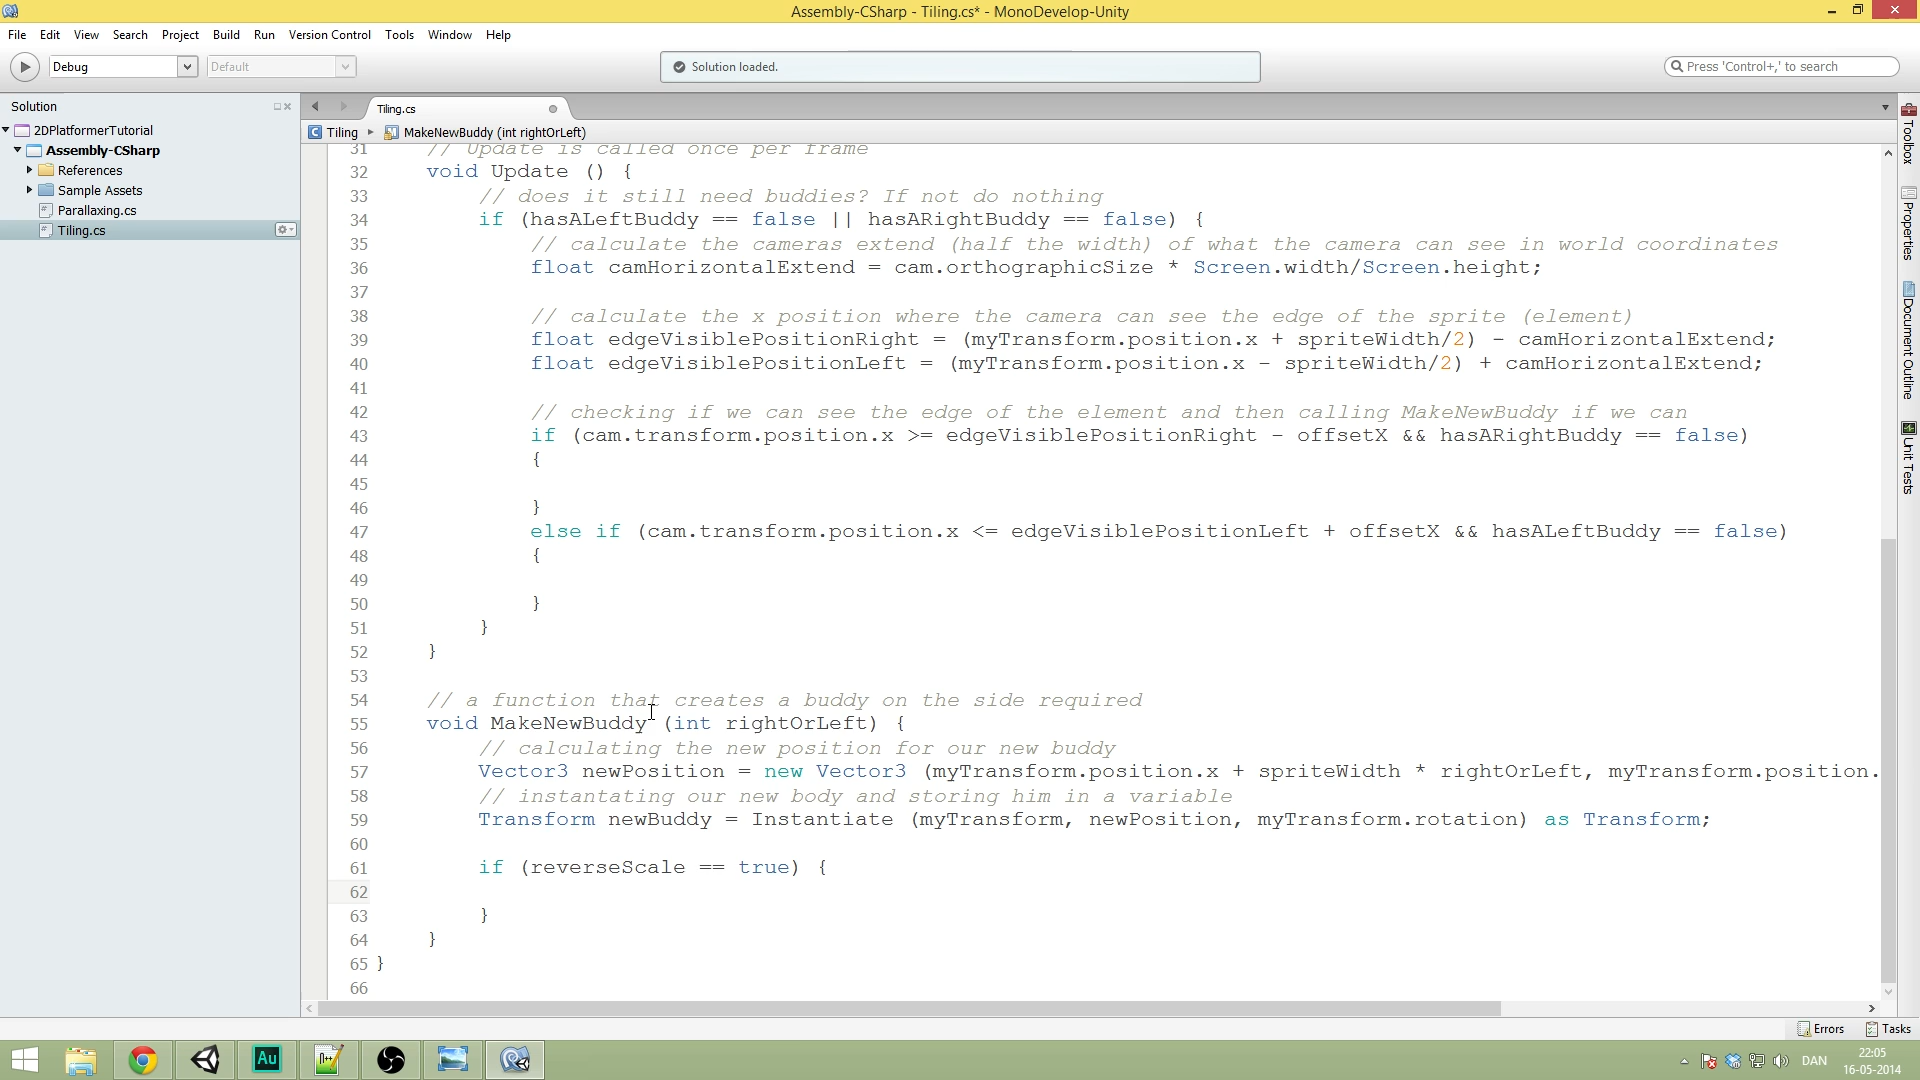 Assembly-CSharp - Tiling.cs* - MonoDevelop-Unity
File Edit View Search Project Build Run Version Control Tools Window Help
Debug Default Solution loaded. Press 'Control+,' to search
Solution
2DPlatformerTutorial
Assembly-CSharp
References
Sample Assets
Parallaxing.cs
Tiling.cs
Tiling.cs
Tiling MakeNewBuddy (int rightOrLeft)
31 // Update is called once per frame
32 void Update () {
33 // does it still need buddies? If not do nothing
34 if (hasALeftBuddy == false || hasARightBuddy == false) {
35 // calculate the cameras extend (half the width) of what the camera can see in world coordinates
36 float camHorizontalExtend = cam.orthographicSize * Screen.width/Screen.height;
37
38 // calculate the x position where the camera can see the edge of the sprite (element)
39 float edgeVisiblePositionRight = (myTransform.position.x + spriteWidth/2) - camHorizontalExtend;
40 float edgeVisiblePositionLeft = (myTransform.position.x - spriteWidth/2) + camHorizontalExtend;
41
42 // checking if we can see the edge of the element and then calling MakeNewBuddy if we can
43 if (cam.transform.position.x >= edgeVisiblePositionRight - offsetX && hasARightBuddy == false)
44 {
45
46 }
47 else if (cam.transform.position.x <= edgeVisiblePositionLeft + offsetX && hasALeftBuddy == false)
48 {
49
50 }
51 }
52 }
53
54 // a function that creates a buddy on the side required
55 void MakeNewBuddy (int rightOrLeft) {
56 // calculating the new position for our new buddy
57 Vector3 newPosition = new Vector3 (myTransform.position.x + spriteWidth * rightOrLeft, myTransform.position.
58 // instantating our new body and storing him in a variable
59 Transform newBuddy = Instantiate (myTransform, newPosition, myTransform.rotation) as Transform;
60
61 if (reverseScale == true) {
62
63 }
64 }
65 }
66
Toolbox
Properties
Document Outline
Unit Tests
Errors Tasks
Au
n++
DAN
22:05
16-05-2014